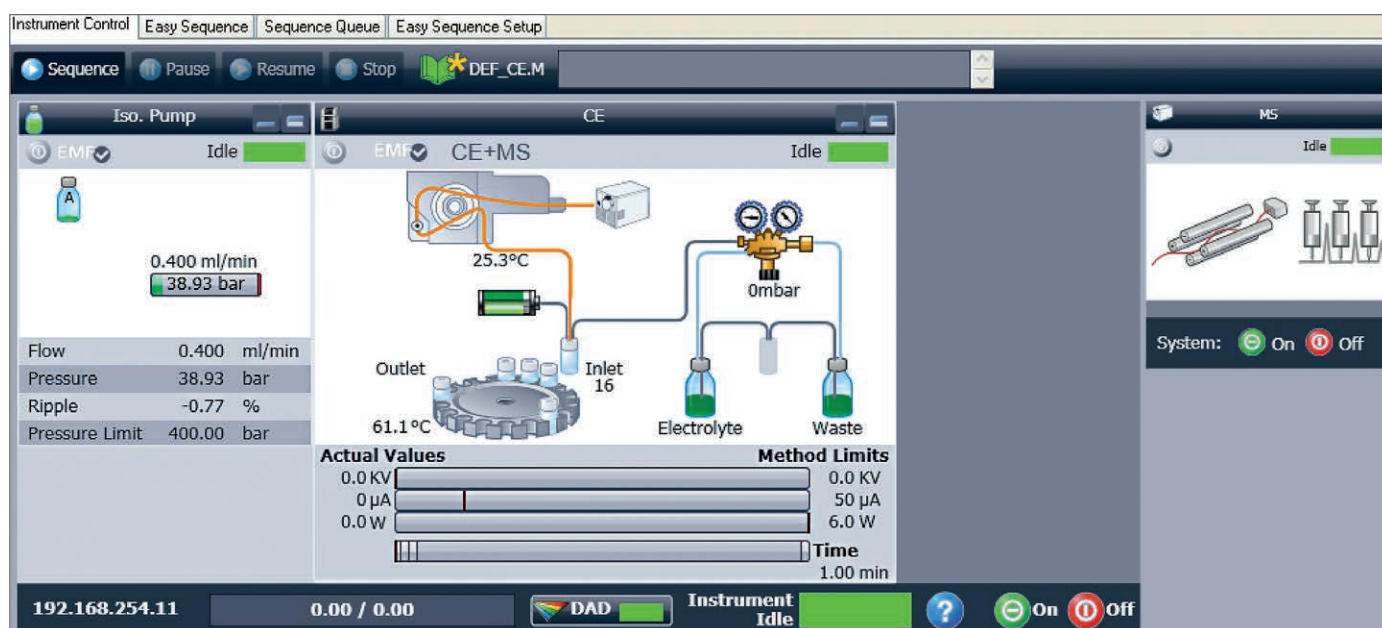 Instrument Control Easy Sequence Sequence Queue Easy Sequence Setup
Sequence Pause Resume Stop DEF_CE.M
Iso. Pump
EMF Idle
A
0.400 ml/min
38.93 bar
Flow 0.400 ml/min
Pressure 38.93 bar
Ripple -0.77 %
Pressure Limit 400.00 bar
CE
EMF CE+MS Idle
25.3°C
0mbar
Outlet
Inlet
16
61.1°C
Electrolyte
Waste
Actual Values Method Limits
0.0 KV 0.0 KV
0 µA 50 µA
0.0 W 6.0 W
Time
1.00 min
MS
Idle
System: On Off
192.168.254.11 0.00 / 0.00 DAD Instrument
Idle
? On Off